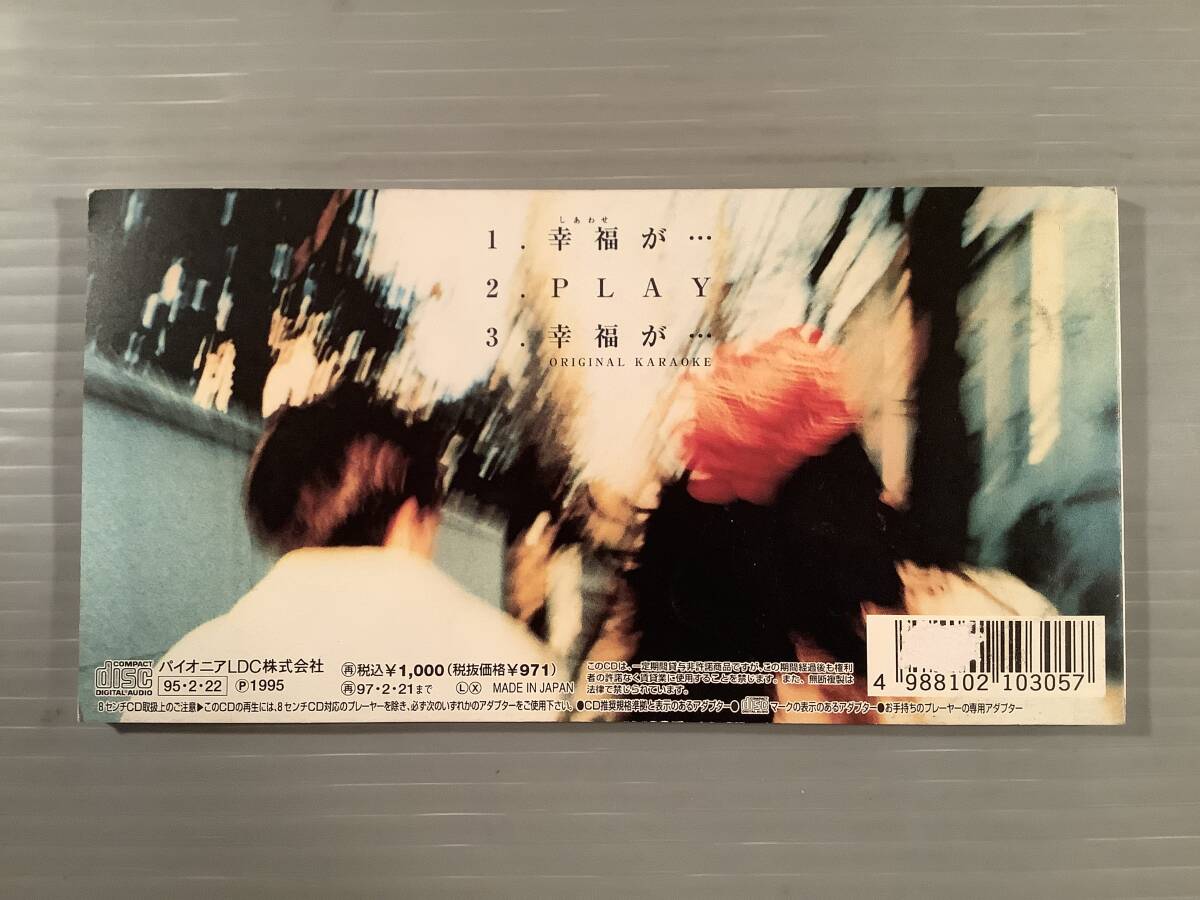 しあわせ
1. 幸福が…
2. PLAY
3. 幸福が…
ORIGINAL KARAOKE
COMPACT
disc
DIGITAL AUDIO
パイオニアLDC株式会社
95・2・22 Ⓟ1995
再税込¥1,000 (税抜価格¥971)
再97・2・21まで ⓁⓍ MADE IN JAPAN
このCDは、一定期間貸与非許諾商品ですが、この期間経過後も権利
者の許諾なく賃貸業に使用することを禁じます。また、無断複製は
法律で禁じられています。
4 988102 103057
8センチCD取扱上のご注意▶このCDの再生には、8センチCD対応のプレーヤーを除き、必ず次のいずれかのアダプターをご使用下さい。●CD推奨規格準拠と表示のあるアダプター●disc マークの表示のあるアダプター●お手持ちのプレーヤーの専用アダプター